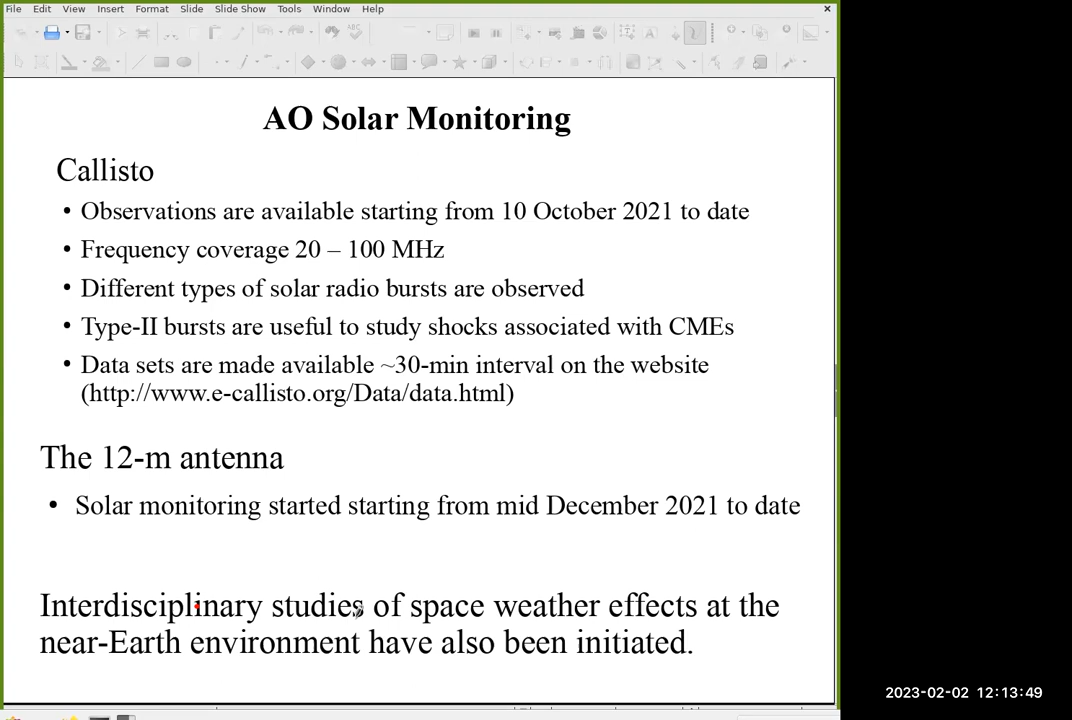 File Edit View Insert Format Slide Slide Show Tools Window Help
AO Solar Monitoring
Callisto
• Observations are available starting from 10 October 2021 to date
• Frequency coverage 20 – 100 MHz
• Different types of solar radio bursts are observed
• Type-II bursts are useful to study shocks associated with CMEs
• Data sets are made available ~30-min interval on the website
(http://www.e-callisto.org/Data/data.html)
The 12-m antenna
• Solar monitoring started starting from mid December 2021 to date
Interdisciplinary studies of space weather effects at the
near-Earth environment have also been initiated.
2023-02-02 12:13:49